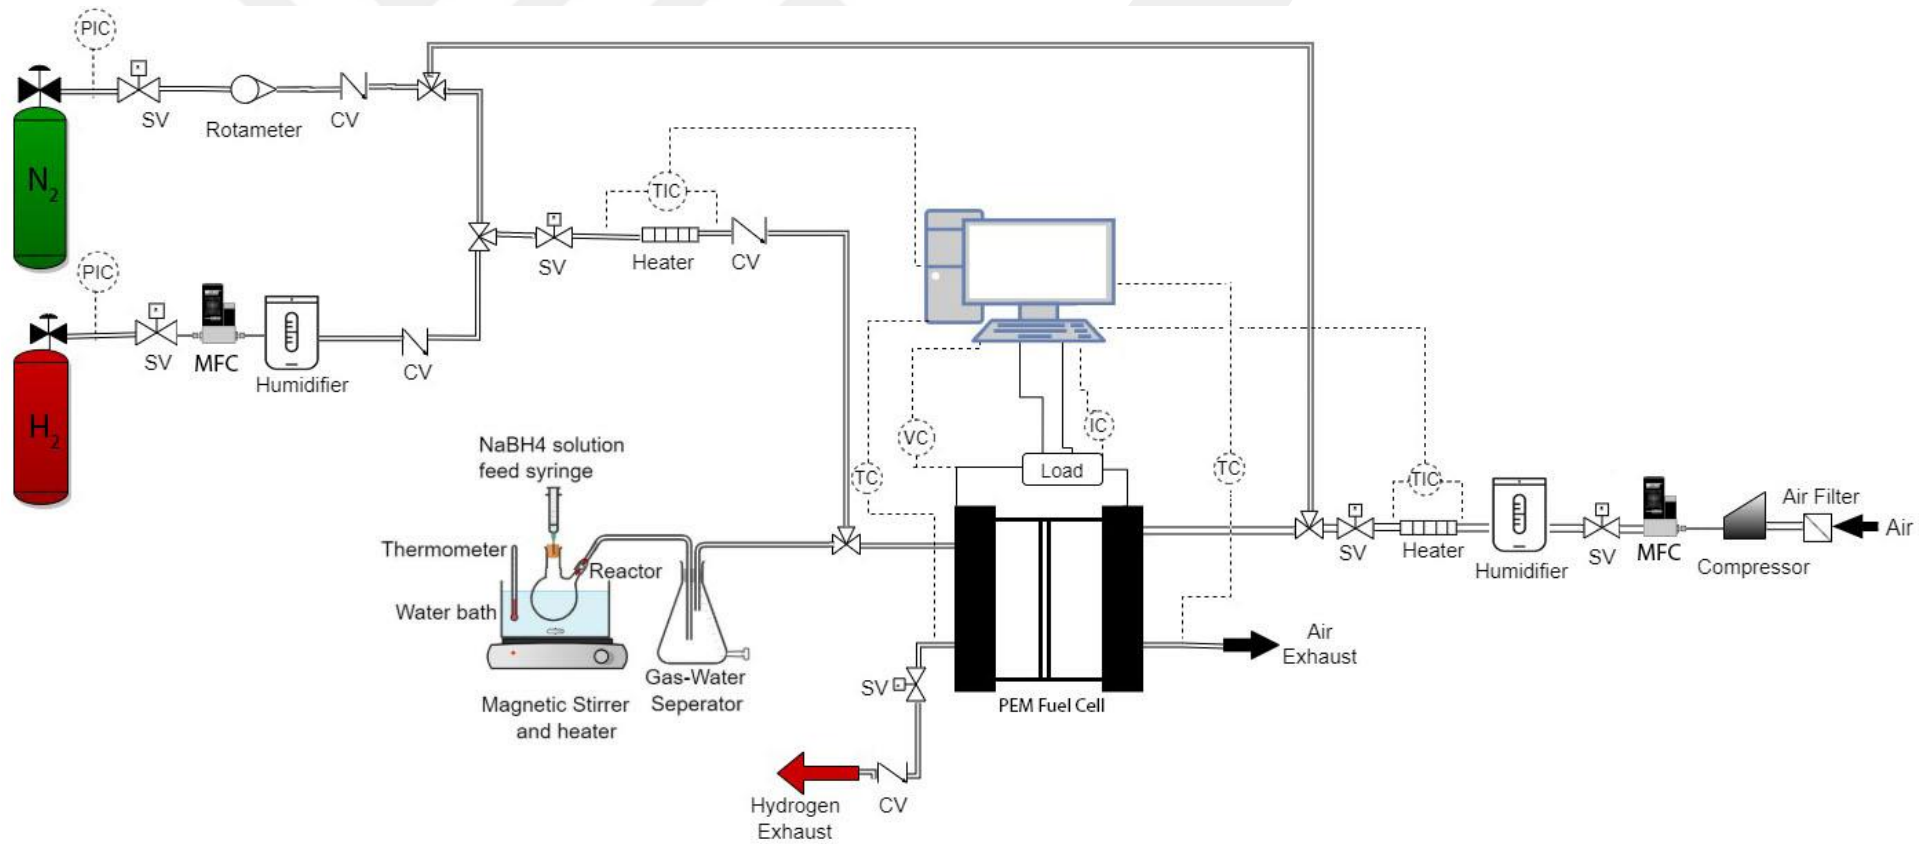 PIC
SV
Rotameter
CV
N2
TIC
SV
Heater
CV
PIC
SV
MFC
Humidifier
CV
H2
NaBH4 solution
feed syringe
Thermometer
Reactor
Water bath
Magnetic Stirrer
and heater
Gas-Water
Seperator
VC
IC
TC
Load
TC
TIC
SV
Heater
Humidifier
SV
MFC
Compressor
Air Filter
Air
PEM Fuel Cell
Air
Exhaust
SV
CV
Hydrogen
Exhaust